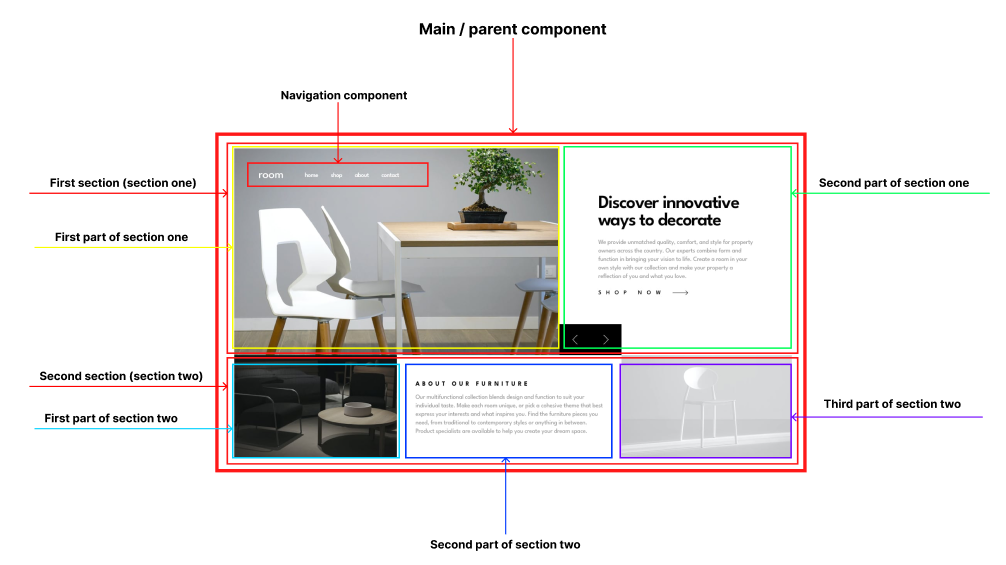 Main / parent component
Navigation component
First section (section one)
First part of section one
Second part of section one
room
home shop about contact
Discover innovative
ways to decorate
We provide unmatched quality, comfort, and style for property
owners across the country. Our experts combine form and
function in bringing your vision to life. Create a room in your
own style with our collection and make your property a
reflection of you and what you love.
SHOP NOW
Second section (section two)
First part of section two
ABOUT OUR FURNITURE
Our multifunctional collection blends design and function to suit your
individual taste. Make each room unique, or pick a cohesive theme that best
express your interests and what inspires you. Find the furniture pieces you
need, from traditional to contemporary styles or anything in between.
Product specialists are available to help you create your dream space.
Third part of section two
Second part of section two